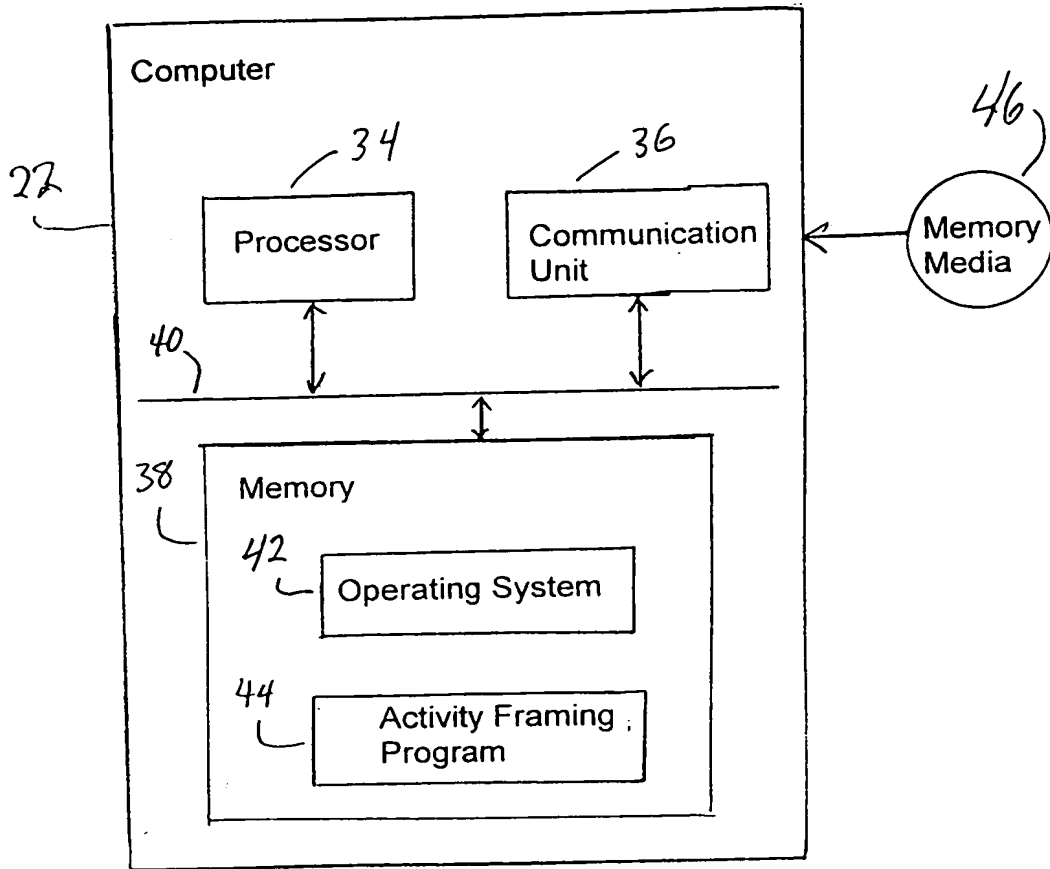 Computer
46
34
36
22
Processor
Communication
Unit
Memory
Media
40
38
Memory
42
Operating System
44
Activity Framing
Program